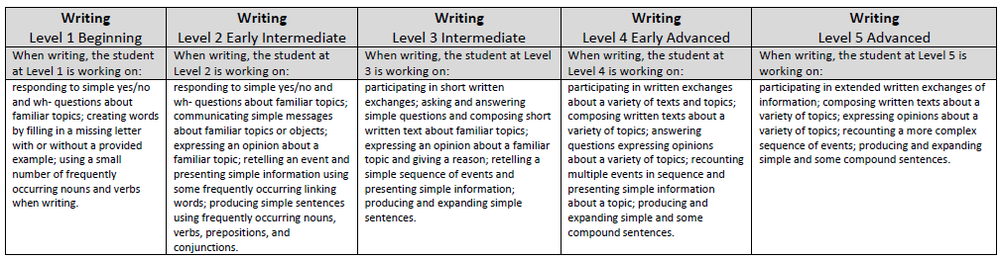 Writing
Level 1 Beginning
When writing, the student
at Level 1 is working on:
responding to simple yes/no
and wh- questions about
familiar topics; creating words
by filling in a missing letter
with or without a provided
example; using a small
number of frequently
occurring nouns and verbs
when writing.
Writing
Level 2 Early Intermediate
When writing, the student at
Level 2 is working on:
responding to simple yes/no and
wh- questions about familiar topics;
communicating simple messages
about familiar topics or objects;
expressing an opinion about a
familiar topic; retelling an event and
presenting simple information using
some frequently occurring linking
words; producing simple sentences
using frequently occurring nouns,
verbs, prepositions, and
conjunctions.
Writing
Level 3 Intermediate
When writing, the student at Level
3 is working on:
participating in short written
exchanges; asking and answering
simple questions and composing short
written text about familiar topics;
expressing an opinion about a familiar
topic and giving a reason; retelling a
simple sequence of events and
presenting simple information;
producing and expanding simple
sentences.
Writing
Level 4 Early Advanced
When writing, the student at
Level 4 is working on:
participating in written exchanges
about a variety of texts and topics;
composing written texts about a
variety of topics; answering
questions expressing opinions
about a variety of topics; recounting
multiple events in sequence and
presenting simple information
about a topic; producing and
expanding simple and some
compound sentences.
Writing
Level 5 Advanced
When writing, the student at Level 5 is
working on:
participating in extended written exchanges of
information; composing written texts about a
variety of topics; expressing opinions about a
variety of topics; recounting a more complex
sequence of events; producing and expanding
simple and some compound sentences.